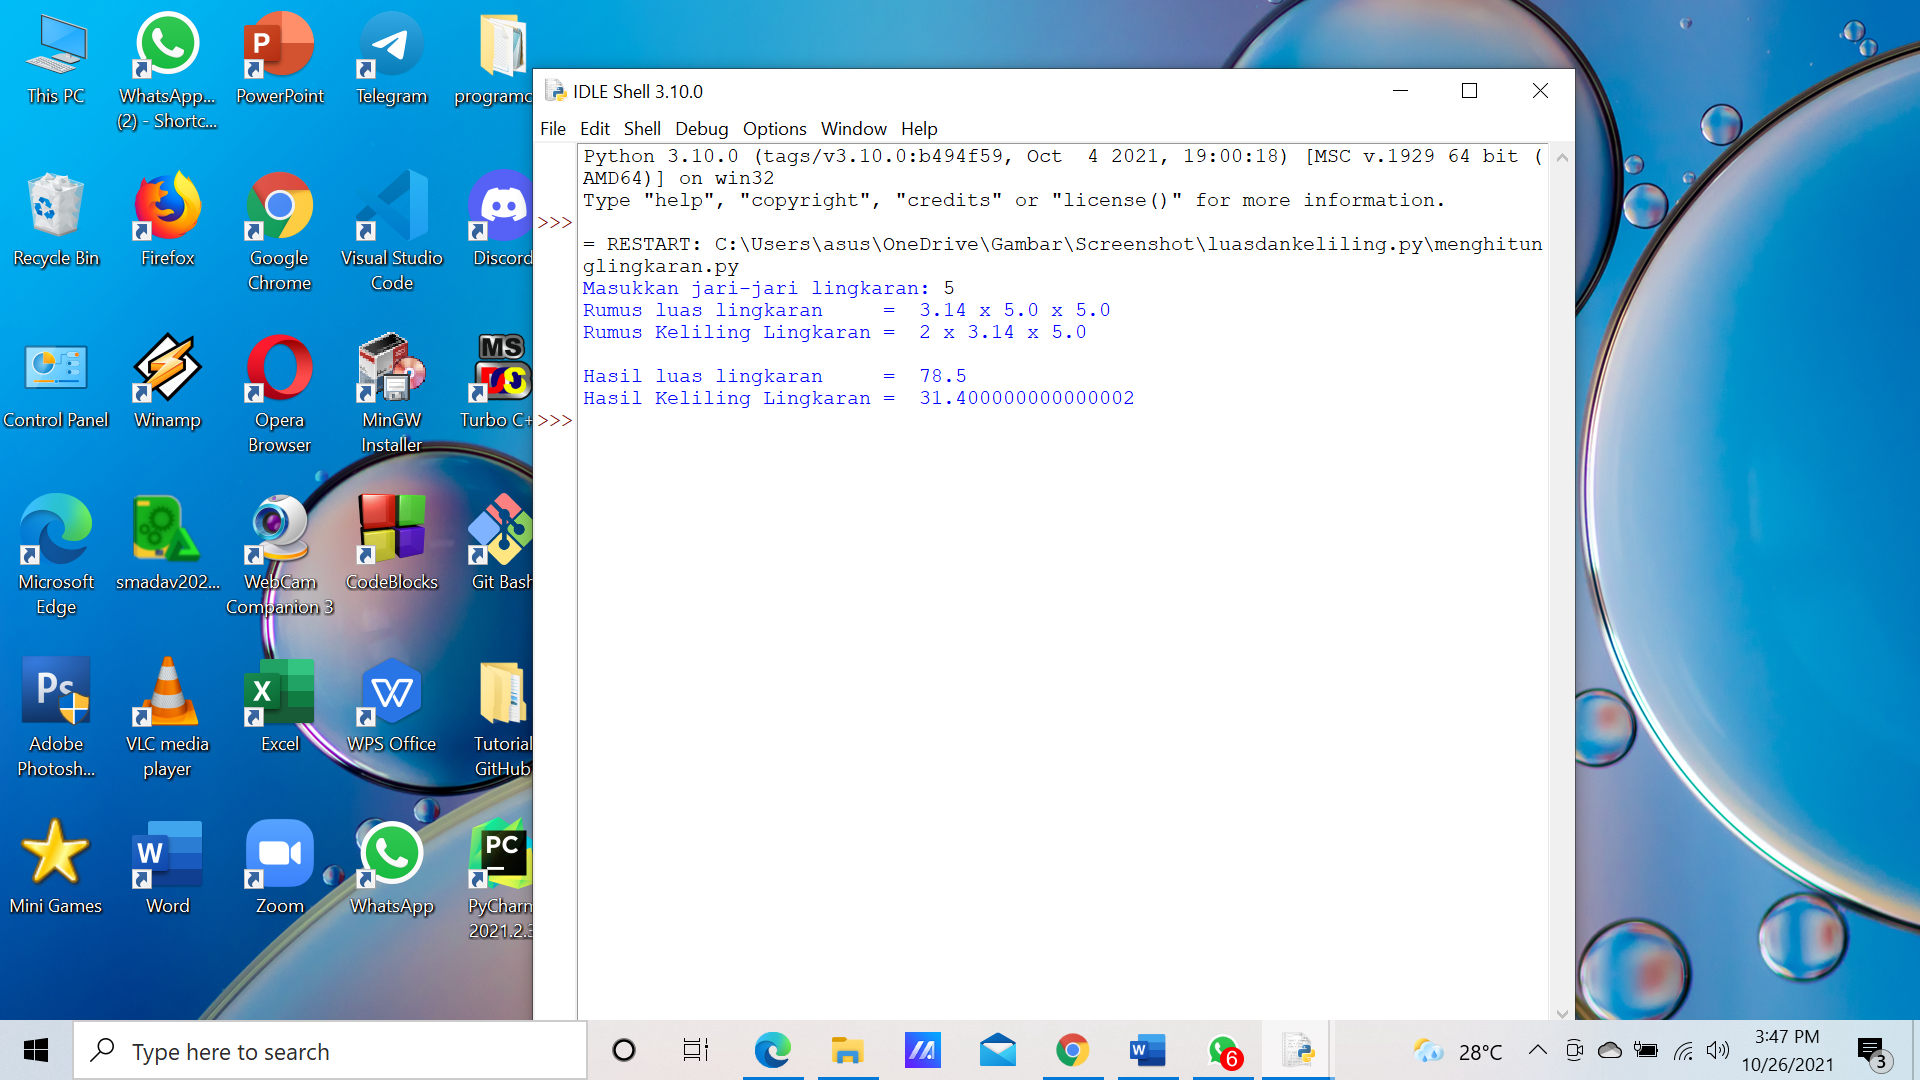 This PC
WhatsApp...
(2) - Shortc...
PowerPoint
Telegram
Recycle Bin
Firefox
Google
Chrome
Visual Studio
Code
Discord
Control Panel
Winamp
Opera
Browser
MinGW
Installer
MS
Turbo C+
Microsoft
Edge
smadav202...
WebCam
Companion 3
CodeBlocks
Git Bash
Ps
Adobe
Photosh...
VLC media
player
X
Excel
W
WPS Office
Tutorial
GitHub
Mini Games
W
Word
Zoom
WhatsApp
PC
PyCharm
2021.2.3
IDLE Shell 3.10.0
File Edit Shell Debug Options Window Help
Python 3.10.0 (tags/v3.10.0:b494f59, Oct  4 2021, 19:00:18) [MSC v.1929 64 bit (
AMD64)] on win32
Type "help", "copyright", "credits" or "license()" for more information.
>>>
= RESTART: C:\Users\asus\OneDrive\Gambar\Screenshot\luasdankeliling.py\menghitun
glingkaran.py
Masukkan jari-jari lingkaran: 5
Rumus luas lingkaran     =  3.14 x 5.0 x 5.0
Rumus Keliling Lingkaran =  2 x 3.14 x 5.0
Hasil luas lingkaran     =  78.5
Hasil Keliling Lingkaran =  31.400000000000002
>>>
Type here to search
W
6
28°C
3:47 PM
10/26/2021
3